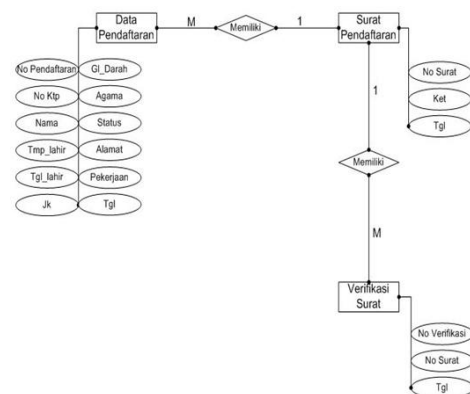 Data
Pendaftaran
M
Memiliki
1
Surat
Pendaftaran
No Pendaftaran
Gl_Darah
No Ktp
Agama
Nama
Status
Tmp_lahir
Alamat
Tgl_lahir
Pekerjaan
Jk
Tgl
No Surat
Ket
Tgl
1
Memiliki
M
Verifikasi
Surat
No Verifikasi
No Surat
Tgl